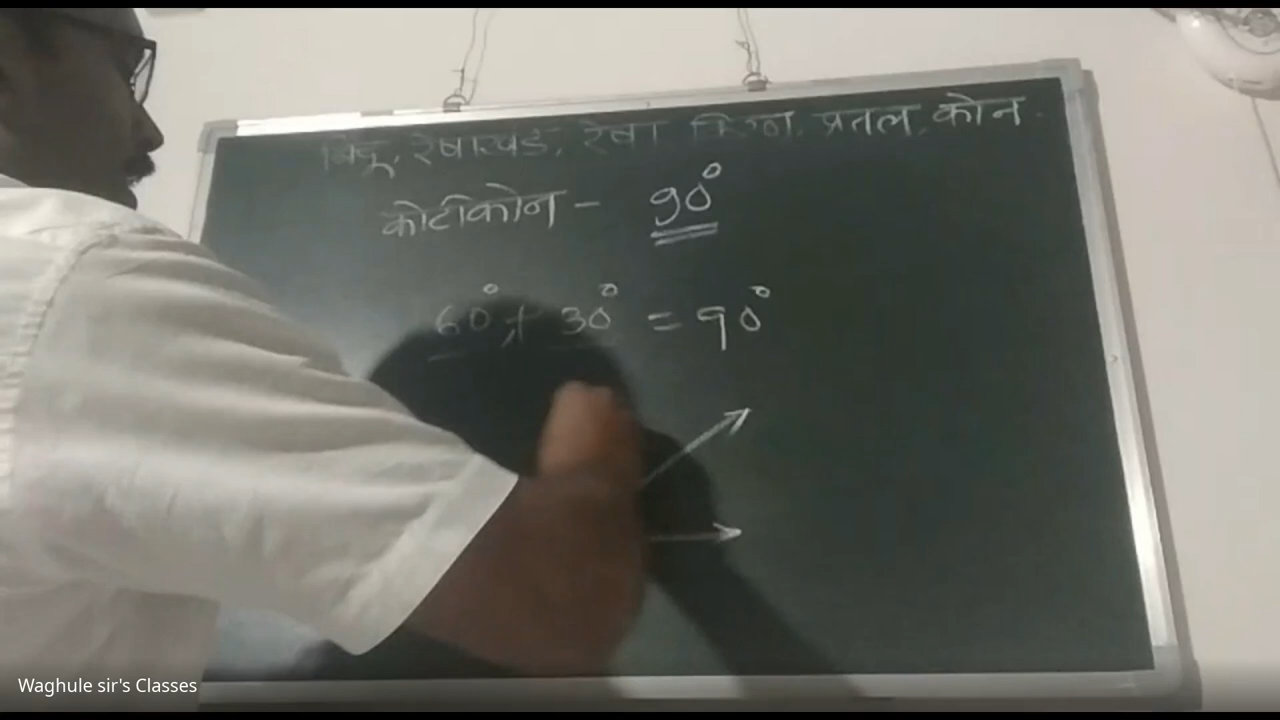 बिंदू, रेषाखंड, रेषा किरण, प्रतल, कोन.
कोटीकोन - 90°
60° + 30° = 90°
Waghule sir's Classes